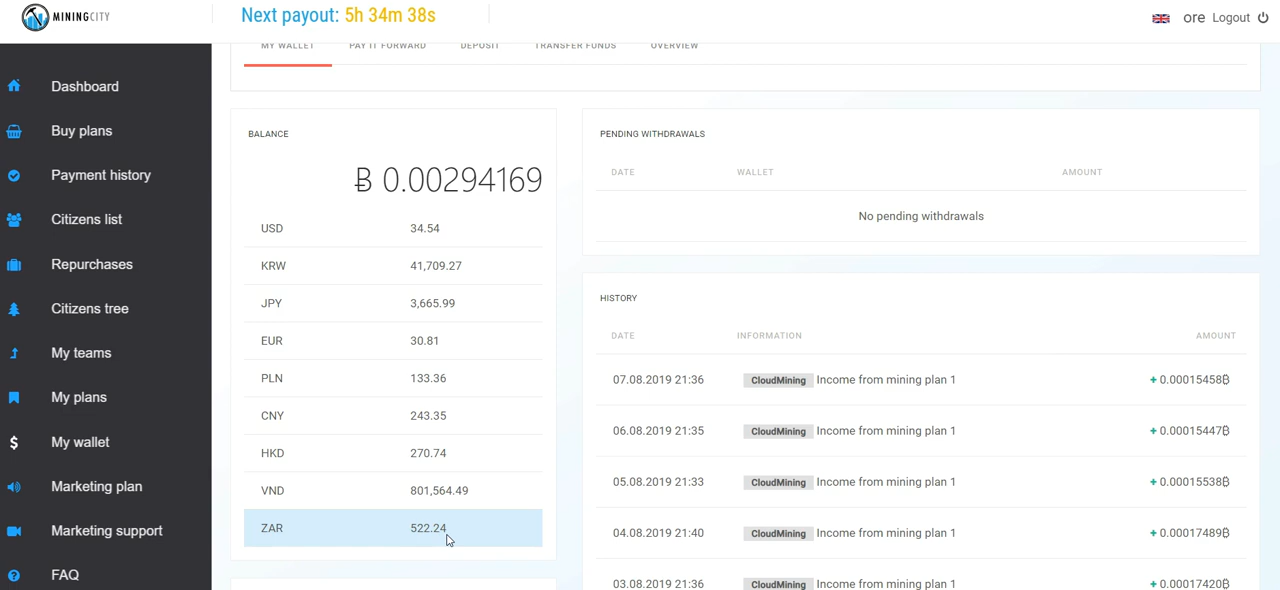 MININGCITY
Next payout: 5h 34m 38s
ore Logout
MY WALLET PAY IT FORWARD DEPOSIT TRANSFER FUNDS OVERVIEW
Dashboard
Buy plans
Payment history
Citizens list
Repurchases
Citizens tree
My teams
My plans
My wallet
Marketing plan
Marketing support
FAQ
BALANCE
Ƀ 0.00294169
USD 34.54
KRW 41,709.27
JPY 3,665.99
EUR 30.81
PLN 133.36
CNY 243.35
HKD 270.74
VND 801,564.49
ZAR 522.24
PENDING WITHDRAWALS
DATE WALLET AMOUNT
No pending withdrawals
HISTORY
DATE INFORMATION AMOUNT
07.08.2019 21:36 CloudMining Income from mining plan 1 + 0.00015458Ƀ
06.08.2019 21:35 CloudMining Income from mining plan 1 + 0.00015447Ƀ
05.08.2019 21:33 CloudMining Income from mining plan 1 + 0.00015538Ƀ
04.08.2019 21:40 CloudMining Income from mining plan 1 + 0.00017489Ƀ
03.08.2019 21:36 CloudMining Income from mining plan 1 + 0.00017420Ƀ